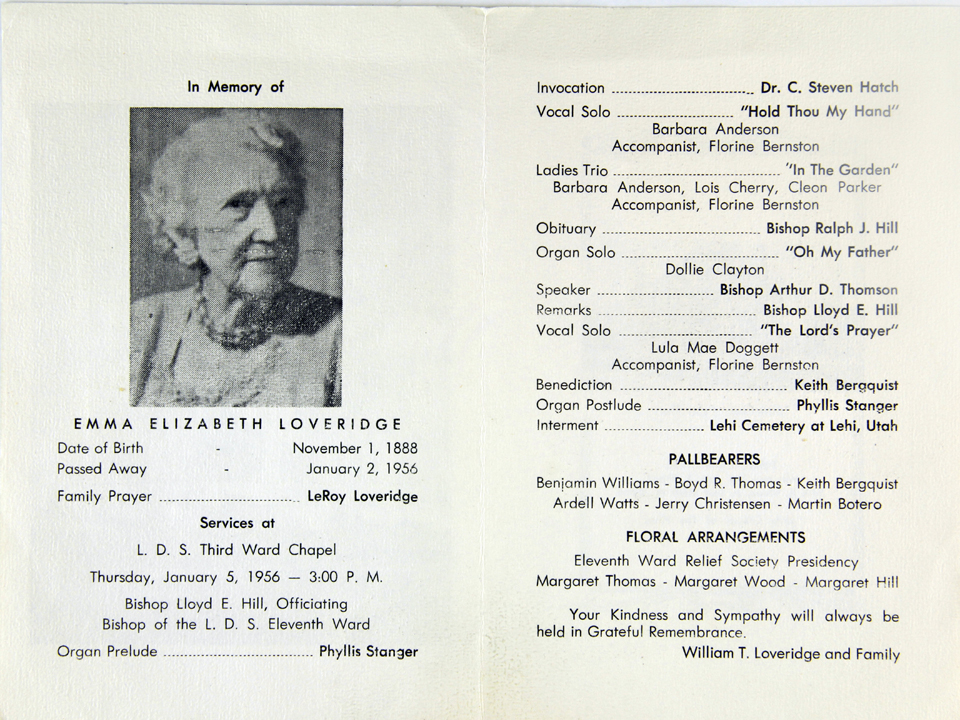 In Memory of
EMMA ELIZABETH LOVERIDGE
Date of Birth - November 1, 1888
Passed Away - January 2, 1956
Family Prayer ................................ LeRoy Loveridge
Services at
L. D. S. Third Ward Chapel
Thursday, January 5, 1956 — 3:00 P. M.
Bishop Lloyd E. Hill, Officiating
Bishop of the L. D. S. Eleventh Ward
Organ Prelude ................................ Phyllis Stanger
Invocation ................................ Dr. C. Steven Hatch
Vocal Solo ........................... "Hold Thou My Hand"
Barbara Anderson
Accompanist, Florine Bernston
Ladies Trio ...................................... "In The Garden"
Barbara Anderson, Lois Cherry, Cleon Parker
Accompanist, Florine Bernston
Obituary .................................... Bishop Ralph J. Hill
Organ Solo .................................... "Oh My Father"
Dollie Clayton
Speaker ........................... Bishop Arthur D. Thomson
Remarks .................................... Bishop Lloyd E. Hill
Vocal Solo ............................... "The Lord's Prayer"
Lula Mae Doggett
Accompanist, Florine Bernston
Benediction ...................................... Keith Bergquist
Organ Postlude ................................ Phyllis Stanger
Interment ....................... Lehi Cemetery at Lehi, Utah
PALLBEARERS
Benjamin Williams - Boyd R. Thomas - Keith Bergquist
Ardell Watts - Jerry Christensen - Martin Botero
FLORAL ARRANGEMENTS
Eleventh Ward Relief Society Presidency
Margaret Thomas - Margaret Wood - Margaret Hill
Your Kindness and Sympathy will always be
held in Grateful Remembrance.
William T. Loveridge and Family